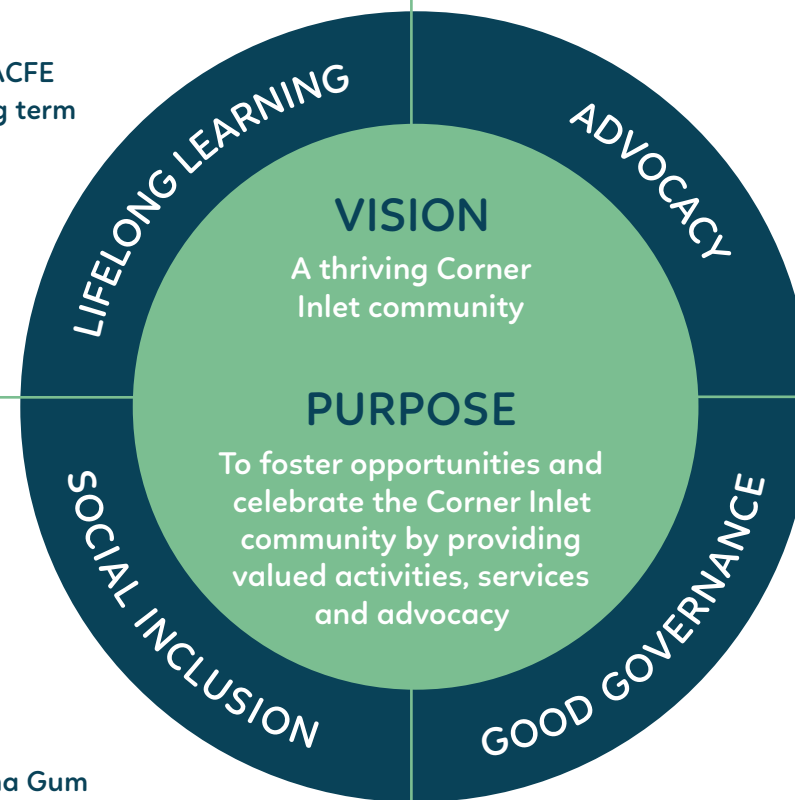 ACFE
term
LIFELONG LEARNING
ADVOCACY
VISION
A thriving Corner
Inlet community
PURPOSE
To foster opportunities and
celebrate the Corner Inlet
community by providing
valued activities, services
and advocacy
SOCIAL INCLUSION
GOOD GOVERNANCE
Gum